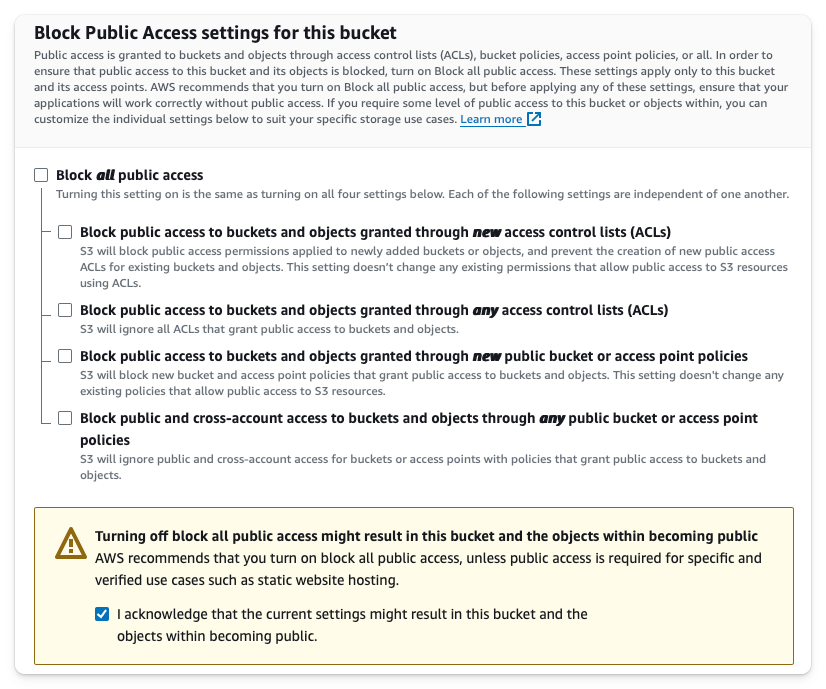 Block Public Access settings for this bucket
Public access is granted to buckets and objects through access control lists (ACLs), bucket policies, access point policies, or all. In order to
ensure that public access to this bucket and its objects is blocked, turn on Block all public access. These settings apply only to this bucket
and its access points. AWS recommends that you turn on Block all public access, but before applying any of these settings, ensure that your
applications will work correctly without public access. If you require some level of public access to this bucket or objects within, you can
customize the individual settings below to suit your specific storage use cases. Learn more
Block all public access
Turning this setting on is the same as turning on all four settings below. Each of the following settings are independent of one another.
Block public access to buckets and objects granted through new access control lists (ACLs)
S3 will block public access permissions applied to newly added buckets or objects, and prevent the creation of new public access
ACLs for existing buckets and objects. This setting doesn't change any existing permissions that allow public access to S3 resources
using ACLs.
Block public access to buckets and objects granted through any access control lists (ACLs)
S3 will ignore all ACLs that grant public access to buckets and objects.
Block public access to buckets and objects granted through new public bucket or access point policies
S3 will block new bucket and access point policies that grant public access to buckets and objects. This setting doesn't change any
existing policies that allow public access to S3 resources.
Block public and cross-account access to buckets and objects through any public bucket or access point
policies
S3 will ignore public and cross-account access for buckets or access points with policies that grant public access to buckets and
objects.
Turning off block all public access might result in this bucket and the objects within becoming public
AWS recommends that you turn on block all public access, unless public access is required for specific and
verified use cases such as static website hosting.
I acknowledge that the current settings might result in this bucket and the
objects within becoming public.